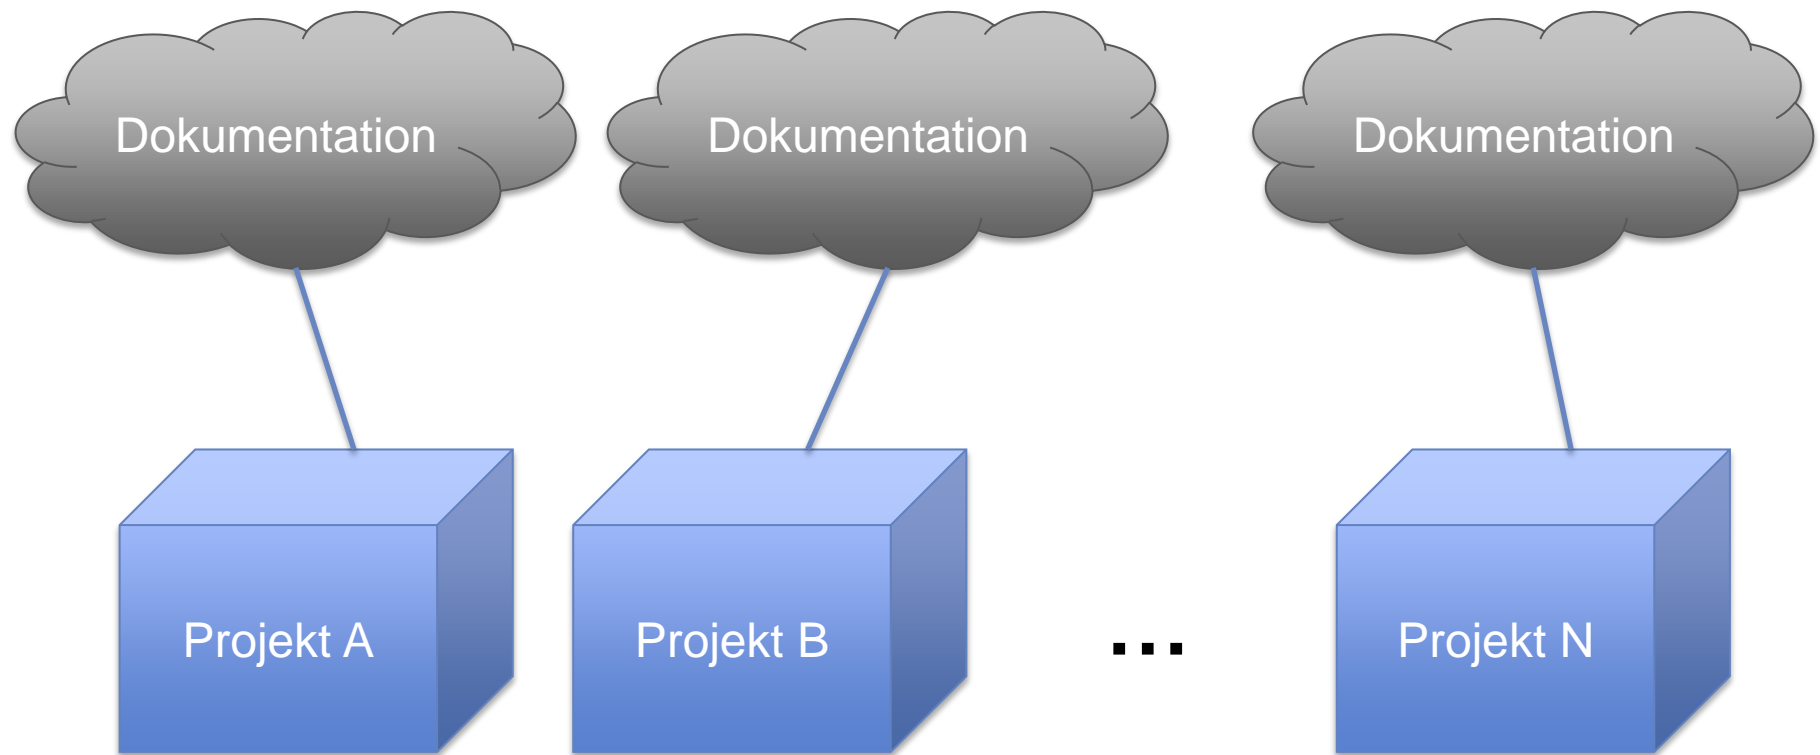 Dokumentation
Dokumentation
Dokumentation
Projekt A
Projekt B
...
Projekt N